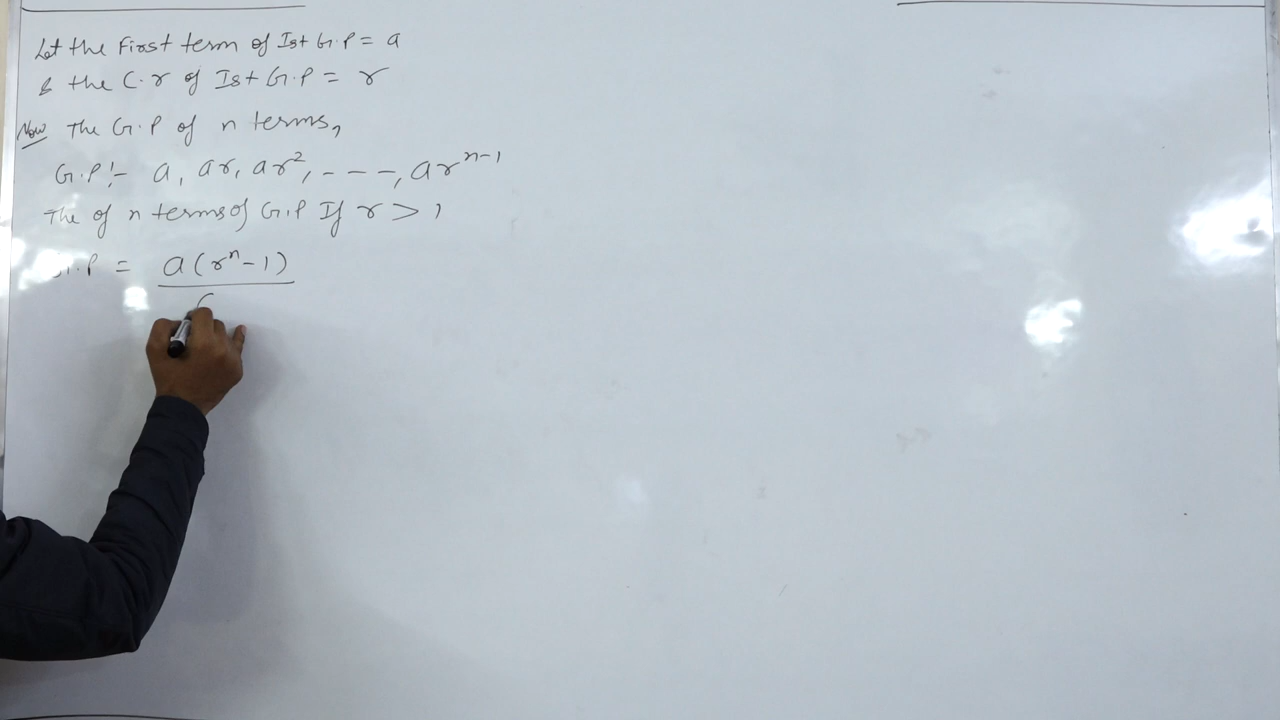 Let the First term of Ist G.P = a
& the C.r of Ist G.P = r
Now The G.P of n terms,
G.P:- a, ar, ar², - - -, arⁿ⁻¹
The of n terms of G.P If r > 1
G.P = a(rⁿ-1)
(